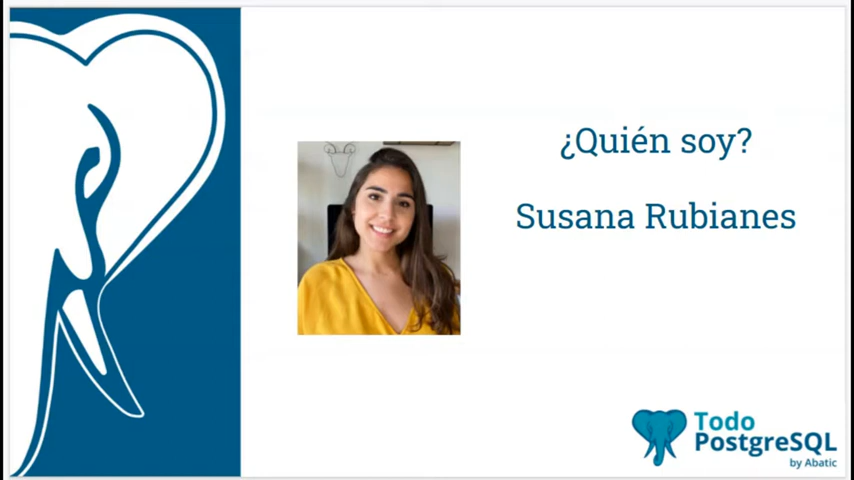 ¿Quién soy?
Susana Rubianes
Todo
PostgreSQL
by Abatic